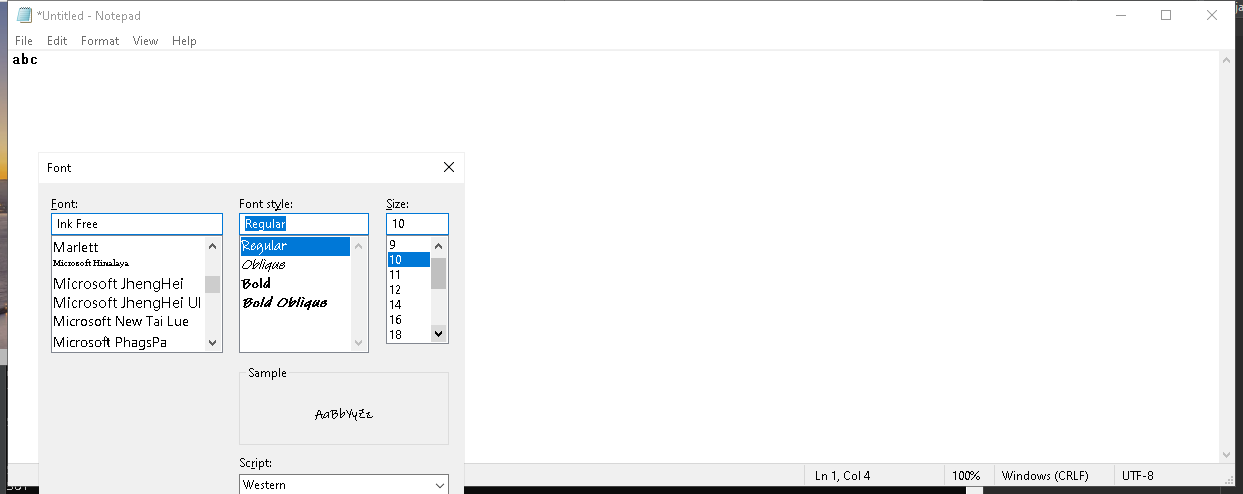 *Untitled - Notepad
File Edit Format View Help
abc
Font
Font: Font style: Size:
Ink Free Regular 10
Marlett
Microsoft Himalaya
Microsoft JhengHei
Microsoft JhengHei UI
Microsoft New Tai Lue
Microsoft PhagsPa
Regular
Oblique
Bold
Bold Oblique
9
10
11
12
14
16
18
Sample
AaBbYyZz
Script:
Western
Ln 1, Col 4 100% Windows (CRLF) UTF-8